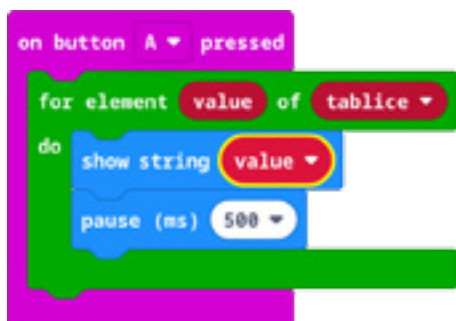 on button A pressed
for element value of tablice
do
show string value
pause (ms) 500